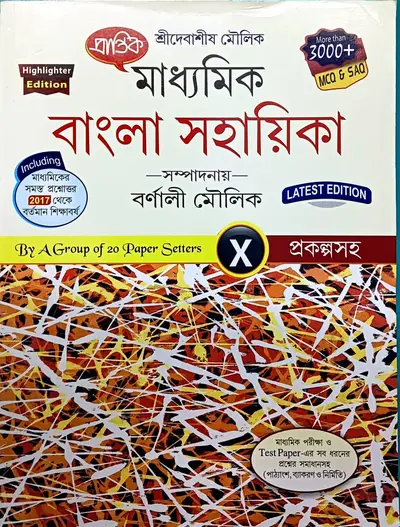 প্রান্তিক
শ্রীদেবাশীষ মৌলিক
More than
3000+
MCQ & SAQ
Highlighter
Edition
মাধ্যমিক
বাংলা সহায়িকা
Including
মাধ্যমিকের
সমস্ত প্রশ্নোত্তর
2017 থেকে
বর্তমান শিক্ষাবর্ষ
সম্পাদনায়
বর্ণালী মৌলিক
LATEST EDITION
By A Group of 20 Paper Setters
X
প্রকল্পসহ
মাধ্যমিক পরীক্ষা ও
Test Paper-এর সব ধরনের
প্রশ্নের সমাধানসহ
(পাঠ্যাংশ, ব্যাকরণ ও নির্মিতি)